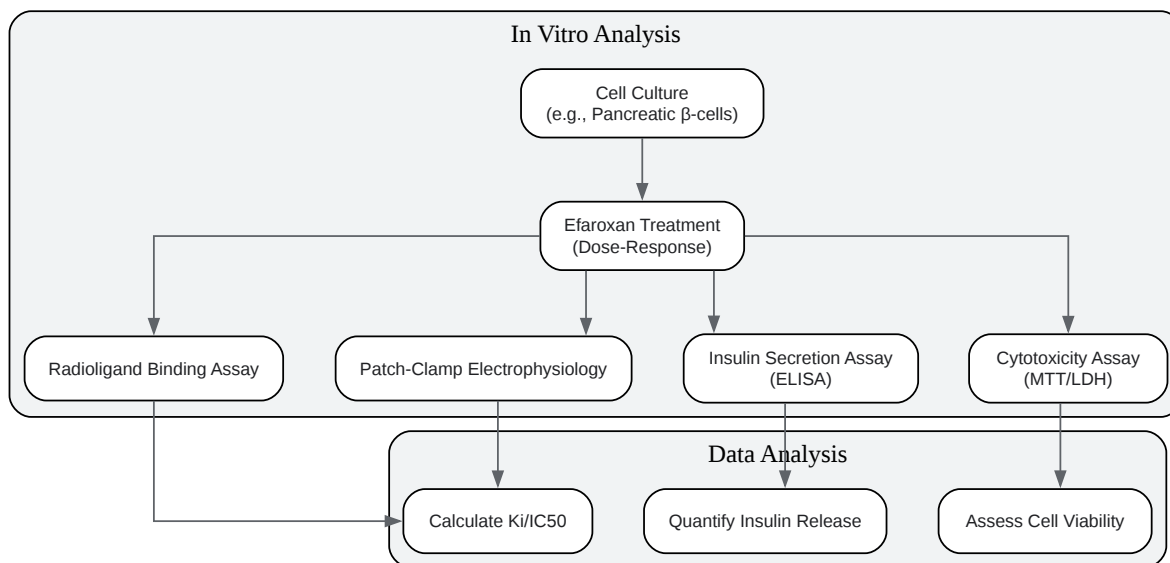 In Vitro Analysis
Cell Culture
(e.g., Pancreatic β-cells)
Efaroxan Treatment
(Dose-Response)
Radioligand Binding Assay
Patch-Clamp Electrophysiology
Insulin Secretion Assay
(ELISA)
Cytotoxicity Assay
(MTT/LDH)
Data Analysis
Calculate Ki/IC50
Quantify Insulin Release
Assess Cell Viability